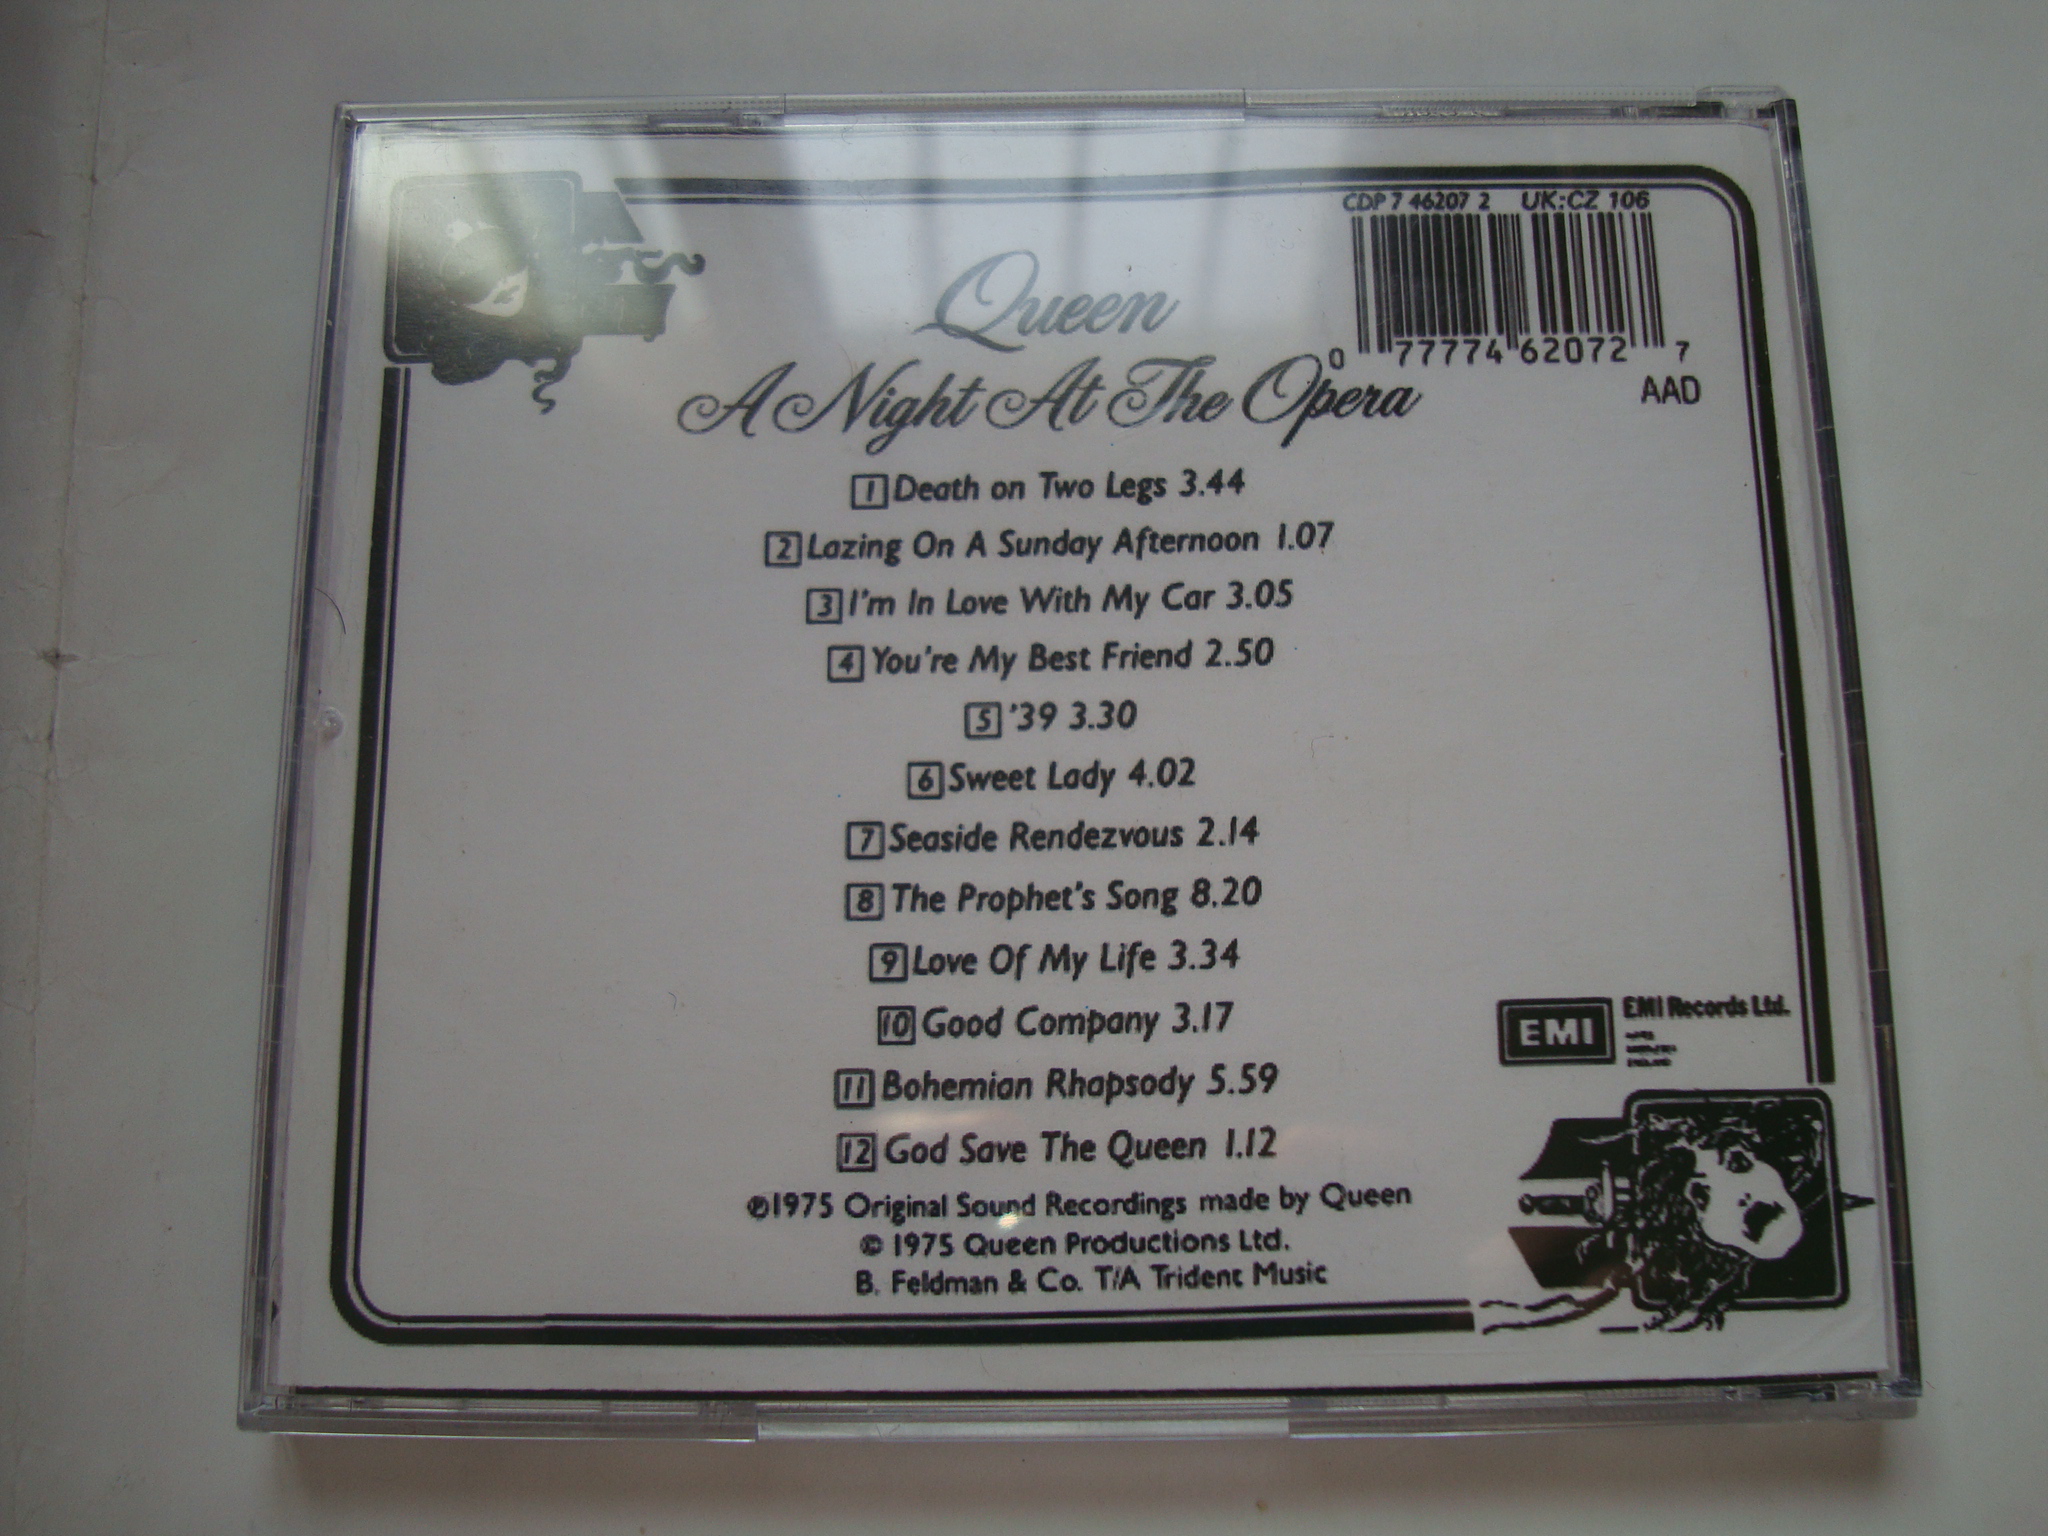 CDP 7 46207 2 UK:CZ 106
0 77774 62072 7
AAD
Queen
A Night At The Opera
1 Death on Two Legs 3.44
2 Lazing On A Sunday Afternoon 1.07
3 I'm In Love With My Car 3.05
4 You're My Best Friend 2.50
5 '39 3.30
6 Sweet Lady 4.02
7 Seaside Rendezvous 2.14
8 The Prophet's Song 8.20
9 Love Of My Life 3.34
10 Good Company 3.17
11 Bohemian Rhapsody 5.59
12 God Save The Queen 1.12
℗1975 Original Sound Recordings made by Queen
© 1975 Queen Productions Ltd.
B. Feldman & Co. T/A Trident Music
EMI
EMI Records Ltd.